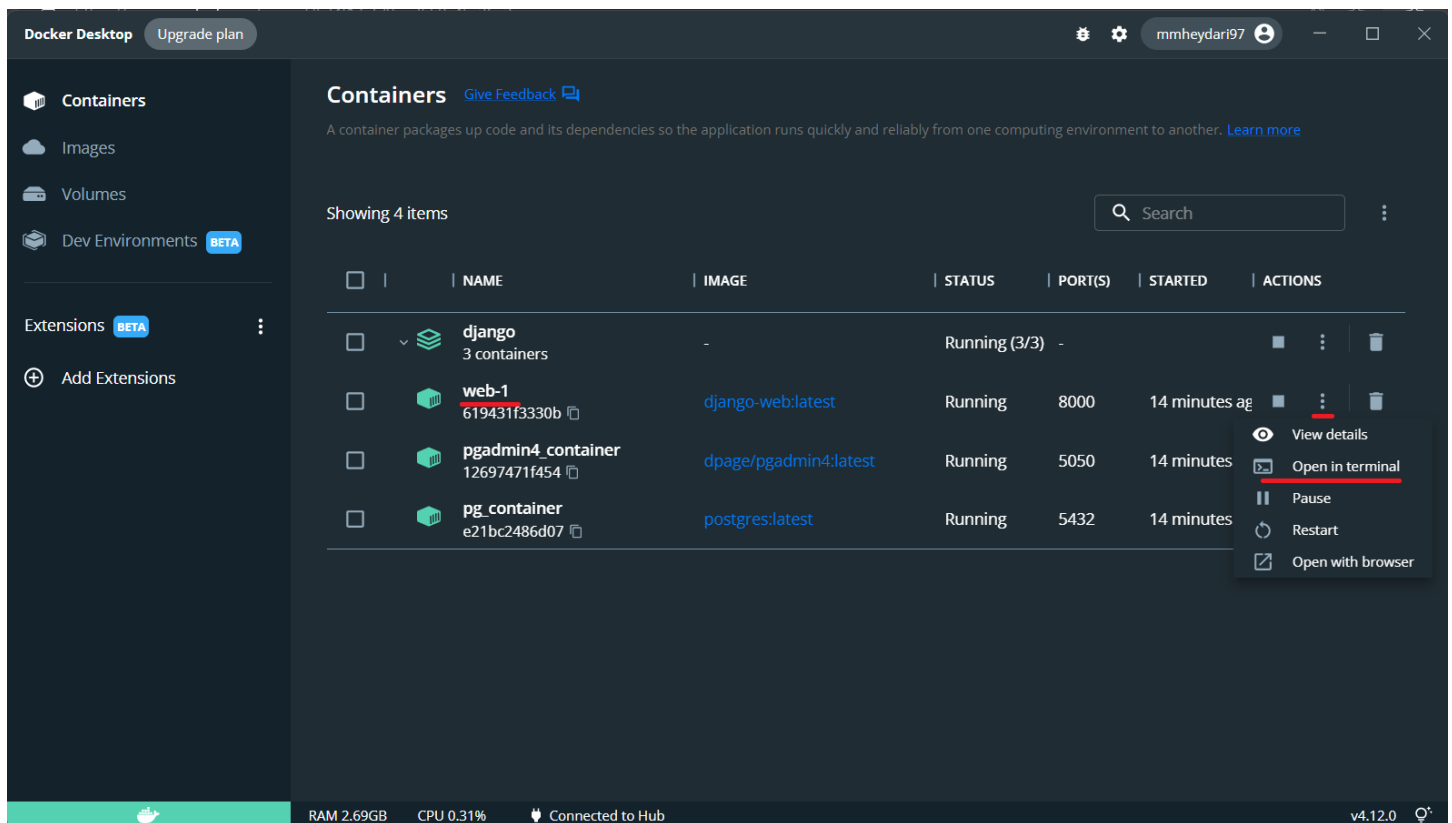 Docker Desktop Upgrade plan mmheydari97
Containers
Images
Volumes
Dev Environments BETA
Extensions BETA
Add Extensions
Containers Give Feedback
A container packages up code and its dependencies so the application runs quickly and reliably from one computing environment to another. Learn more
Showing 4 items Search
NAME IMAGE STATUS PORT(S) STARTED ACTIONS
django - Running (3/3) -
3 containers
web-1 django-web:latest Running 8000 14 minutes ag
619431f3330b
pgadmin4_container dpage/pgadmin4:latest Running 5050 14 minutes
12697471f454
pg_container postgres:latest Running 5432 14 minutes
e21bc2486d07
View details
Open in terminal
Pause
Restart
Open with browser
RAM 2.69GB CPU 0.31% Connected to Hub v4.12.0